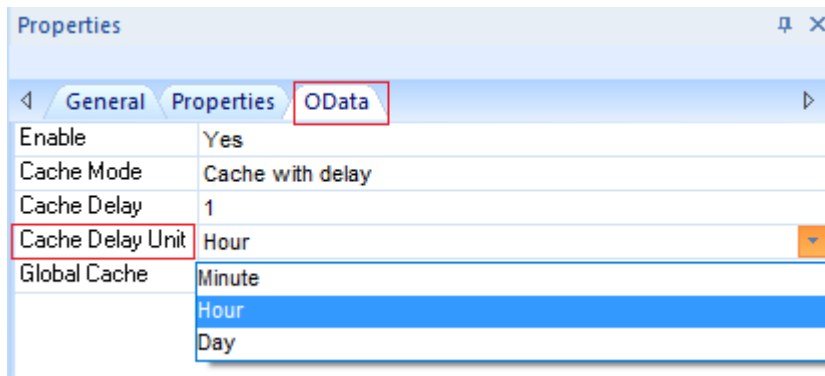 Properties
General Properties OData
Enable Yes
Cache Mode Cache with delay
Cache Delay 1
Cache Delay Unit Hour
Global Cache Minute
Hour
Day